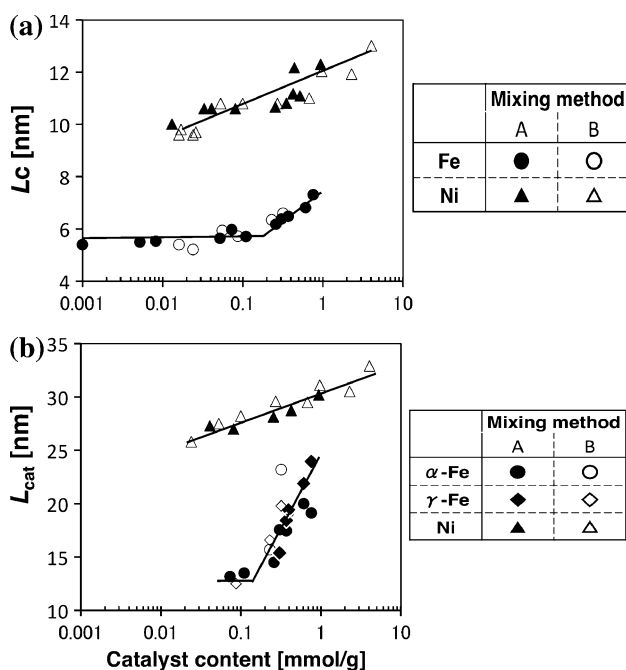 (a)
14
12
10
8
6
4
Lc [nm]
0.001 0.01 0.1 1 10
Mixing method
A B
Fe
Ni
(b)
35
30
25
20
15
10
Lcat [nm]
0.001 0.01 0.1 1 10
Catalyst content [mmol/g]
Mixing method
A B
α-Fe
γ-Fe
Ni